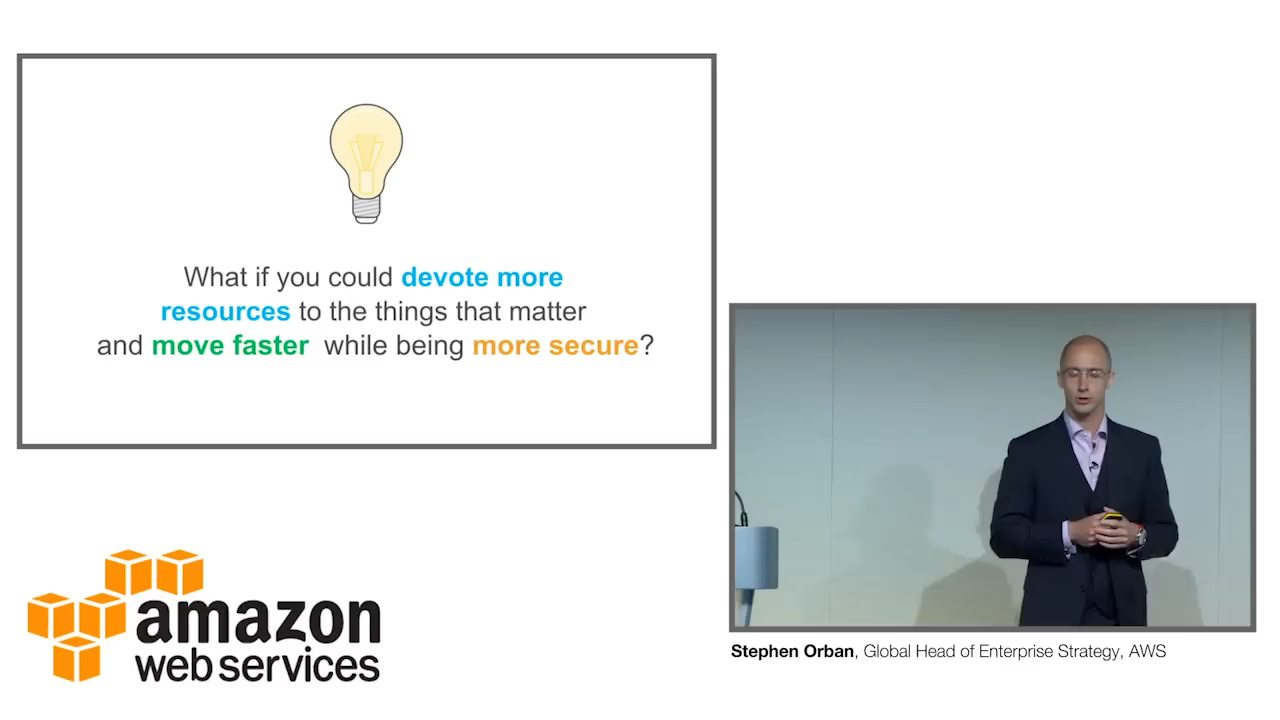 What if you could devote more
resources to the things that matter
and move faster while being more secure?
amazon
web services
Stephen Orban, Global Head of Enterprise Strategy, AWS